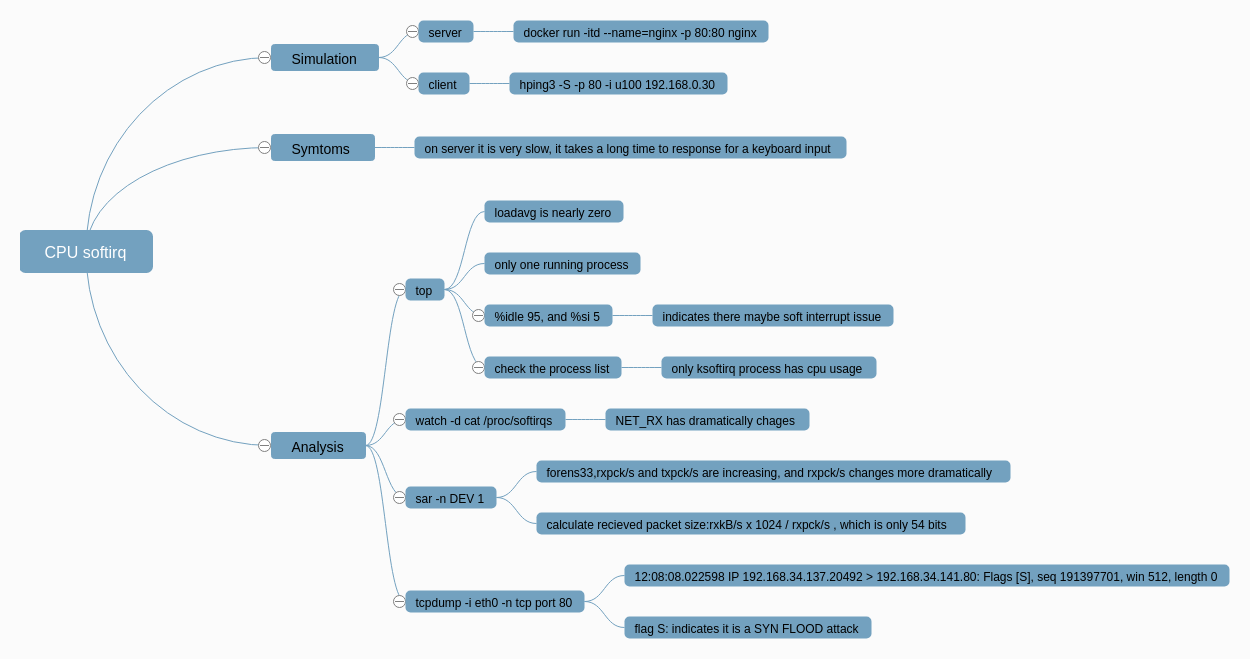 CPU softirq
Simulation
server
docker run -itd --name=nginx -p 80:80 nginx
client
hping3 -S -p 80 -i u100 192.168.0.30
Symtoms
on server it is very slow, it takes a long time to response for a keyboard input
Analysis
top
loadavg is nearly zero
only one running process
%idle 95, and %si 5
indicates there maybe soft interrupt issue
check the process list
only ksoftirq process has cpu usage
watch -d cat /proc/softirqs
NET_RX has dramatically chages
sar -n DEV 1
forens33,rxpck/s and txpck/s are increasing, and rxpck/s changes more dramatically
calculate recieved packet size:rxkB/s x 1024 / rxpck/s , which is only 54 bits
tcpdump -i eth0 -n tcp port 80
12:08:08.022598 IP 192.168.34.137.20492 > 192.168.34.141.80: Flags [S], seq 191397701, win 512, length 0
flag S: indicates it is a SYN FLOOD attack